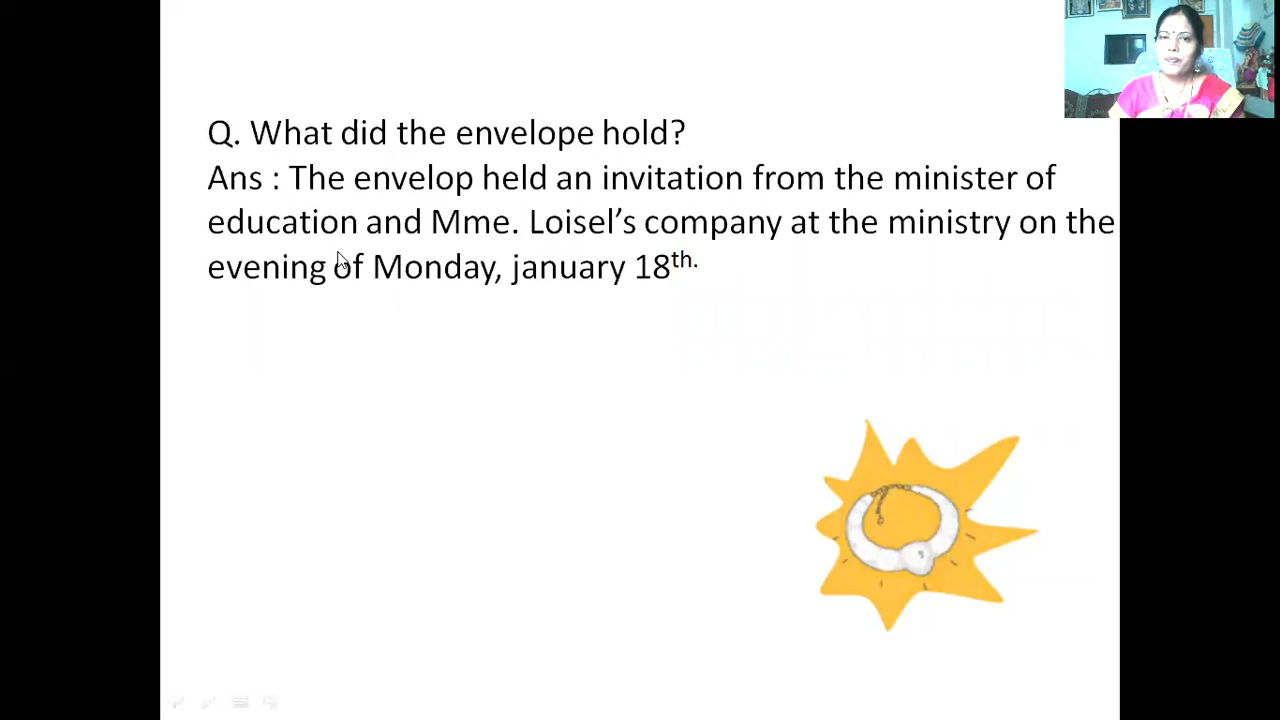 Q. What did the envelope hold?
Ans : The envelop held an invitation from the minister of
education and Mme. Loisel’s company at the ministry on the
evening of Monday, january 18th.